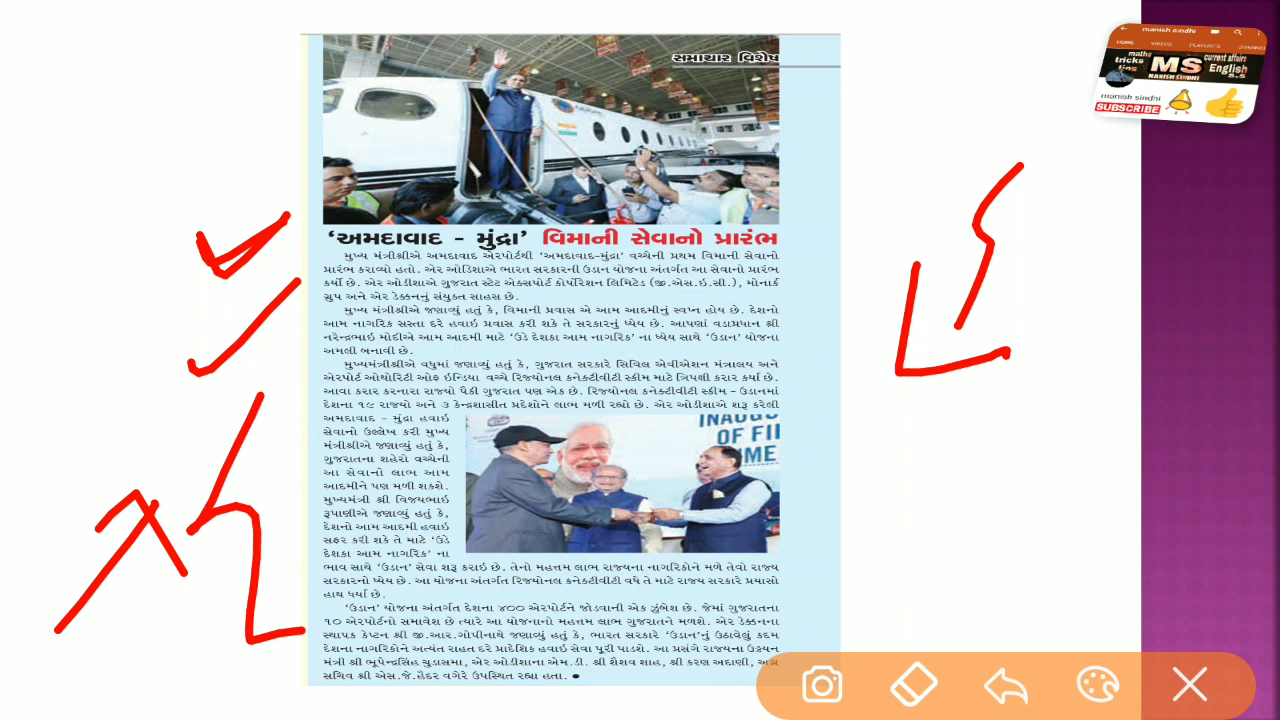 સમાચાર વિશેષ
manish sindhi
HOME VIDEOS PLAYLISTS CHANNEL
maths tricks tips
MS
MANISH SINDHI
current affairs English S.S
manish sindhi
SUBSCRIBE
‘અમદાવાદ - મુંદ્રા’ વિમાની સેવાનો પ્રારંભ
મુખ્ય મંત્રીશ્રીએ અમદાવાદ એરપોર્ટથી ‘અમદાવાદ-મુંદ્રા’ વચ્ચેની પ્રથમ વિમાની સેવાનો
પ્રારંભ કરાવ્યો હતો. એર ઓડિશાએ ભારત સરકારની ઉડાન યોજના અંતર્ગત આ સેવાનો પ્રારંભ
કર્યો છે. એર ઓડીશાએ ગુજરાત સ્ટેટ એક્સપોર્ટ કોર્પોરેશન લિમિટેડ (જી.એસ.ઇ.સી.), મોનાર્ક
ગ્રુપ અને એર ડેક્કનનું સંયુક્ત સાહસ છે.
મુખ્ય મંત્રીશ્રીએ જણાવ્યું હતું કે, વિમાની પ્રવાસ એ આમ આદમીનું સ્વપ્ન હોય છે. દેશનો
આમ નાગરિક સસ્તા દરે હવાઇ પ્રવાસ કરી શકે તે સરકારનું ધ્યેય છે. આપણાં વડાપ્રધાન શ્રી
નરેન્દ્રભાઇ મોદીએ આમ આદમી માટે ‘ઉડે દેશકા આમ નાગરિક’ ના ધ્યેય સાથે ‘ઉડાન’ યોજના
અમલી બનાવી છે.
મુખ્યમંત્રીશ્રીએ વધુમાં જણાવ્યું હતું કે, ગુજરાત સરકારે સિવિલ એવીએશન મંત્રાલય અને
એરપોર્ટ ઓથોરિટી ઓફ ઇન્ડિયા વચ્ચે રિજ્યોનલ કનેક્ટીવીટી સ્કીમ માટે ત્રિપક્ષી કરાર કર્યા છે.
આવા કરાર કરનારા રાજ્યો પૈકી ગુજરાત પણ એક છે. રિજ્યોનલ કનેક્ટીવીટી સ્કીમ - ઉડાનમાં
દેશના ૧૯ રાજ્યો અને ૩ કેન્દ્રશાસીત પ્રદેશોને લાભ મળી રહ્યો છે. એર ઓડીશાએ શરૂ કરેલી
અમદાવાદ - મુંદ્રા હવાઇ
સેવાનો ઉલ્લેખ કરી મુખ્ય
મંત્રીશ્રીએ જણાવ્યું હતું કે,
ગુજરાતના શહેરો વચ્ચેની
આ સેવાનો લાભ આમ
આદમીને પણ મળી શકશે.
મુખ્યમંત્રી શ્રી વિજયભાઇ
રૂપાણીએ જણાવ્યું હતું કે,
દેશનો આમ આદમી હવાઇ
સફર કરી શકે તે માટે ‘ઉડે
દેશકા આમ નાગરિક’ ના
ભાવ સાથે ‘ઉડાન’ સેવા શરૂ કરાઇ છે. તેનો મહત્તમ લાભ રાજ્યના નાગરિકોને મળે તેવો રાજ્ય
સરકારનો ધ્યેય છે. આ યોજના અંતર્ગત રિજ્યોનલ કનેક્ટીવીટી વધે તે માટે રાજ્ય સરકારે પ્રયાસો
હાથ ધર્યા છે.
‘ઉડાન’ યોજના અંતર્ગત દેશના ૪૦૦ એરપોર્ટને જોડવાની એક ઝુંબેશ છે. જેમાં ગુજરાતના
૧૦ એરપોર્ટનો સમાવેશ છે ત્યારે આ યોજનાનો મહત્તમ લાભ ગુજરાતને મળશે. એર ડેક્કનના
સ્થાપક કેપ્ટન શ્રી જી.આર.ગોપીનાથે જણાવ્યું હતું કે, ભારત સરકારે ‘ઉડાન’નું ઉઠાવેલું કદમ
દેશના નાગરિકોને અત્યંત રાહત દરે પ્રાદેશિક હવાઇ સેવા પૂરી પાડશે. આ પ્રસંગે રાજ્યના ઉડ્ડયન
મંત્રી શ્રી ભૂપેન્દ્રસિંહ ચુડાસમા, એર ઓડીશાના એમ.ડી. શ્રી શૈશવ શાહ, શ્રી કરણ અદાણી, અગ્ર
સચિવ શ્રી એસ.જે.હૈદર વગેરે ઉપસ્થિત રહ્યા હતા.
INAUG
OF FI